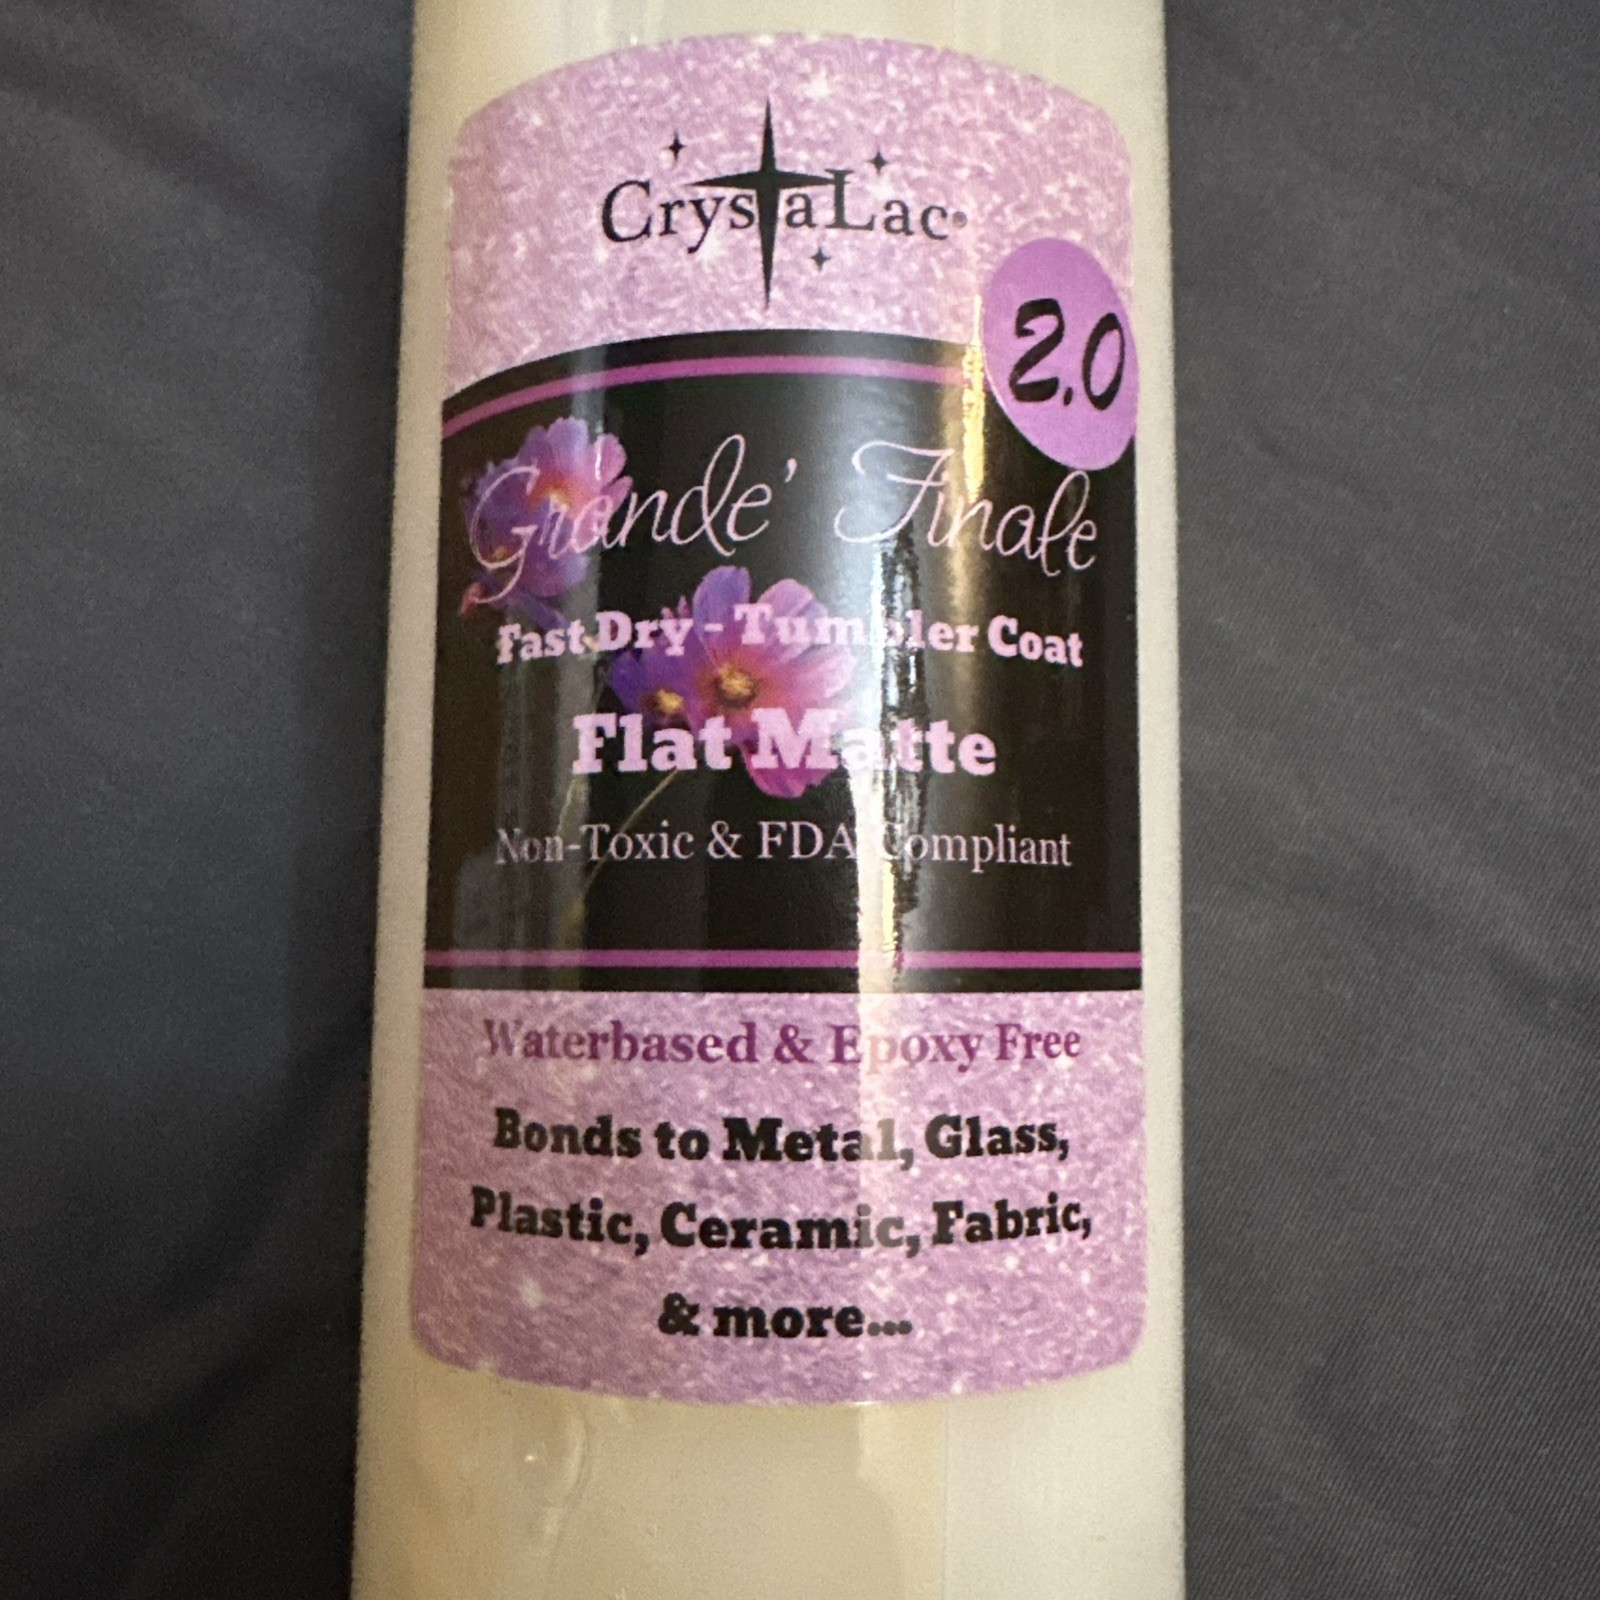 CrystaLac®
2.0
Grande' Finale
Fast Dry - Tumbler Coat
Flat Matte
Non-Toxic & FDA Compliant
Waterbased & Epoxy Free
Bonds to Metal, Glass,
Plastic, Ceramic, Fabric,
& more...